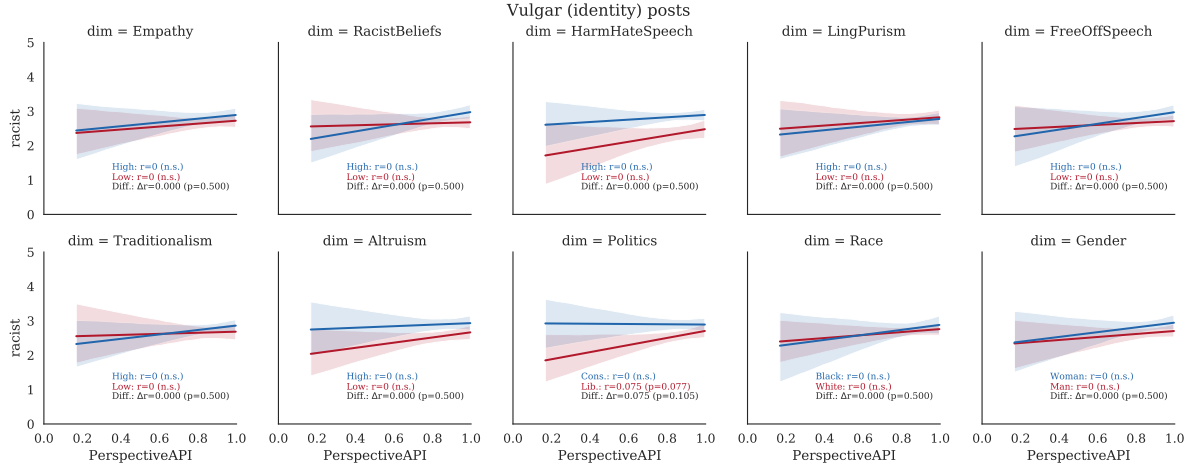 Vulgar (identity) posts
dim = Empathy
dim = RacistBeliefs
dim = HarmHateSpeech
dim = LingPurism
dim = FreeOffSpeech
5
4
3
2
1
0
racist
High: r=0 (n.s.)
Low: r=0 (n.s.)
Diff.: Δr=0.000 (p=0.500)
High: r=0 (n.s.)
Low: r=0 (n.s.)
Diff.: Δr=0.000 (p=0.500)
High: r=0 (n.s.)
Low: r=0 (n.s.)
Diff.: Δr=0.000 (p=0.500)
High: r=0 (n.s.)
Low: r=0 (n.s.)
Diff.: Δr=0.000 (p=0.500)
High: r=0 (n.s.)
Low: r=0 (n.s.)
Diff.: Δr=0.000 (p=0.500)
dim = Traditionalism
dim = Altruism
dim = Politics
dim = Race
dim = Gender
5
4
3
2
1
0
racist
High: r=0 (n.s.)
Low: r=0 (n.s.)
Diff.: Δr=0.000 (p=0.500)
High: r=0 (n.s.)
Low: r=0 (n.s.)
Diff.: Δr=0.000 (p=0.500)
Cons.: r=0 (n.s.)
Lib.: r=0.075 (p=0.077)
Diff.: Δr=0.075 (p=0.105)
Black: r=0 (n.s.)
White: r=0 (n.s.)
Diff.: Δr=0.000 (p=0.500)
Woman: r=0 (n.s.)
Man: r=0 (n.s.)
Diff.: Δr=0.000 (p=0.500)
0.0 0.2 0.4 0.6 0.8 1.0
0.0 0.2 0.4 0.6 0.8 1.0
0.0 0.2 0.4 0.6 0.8 1.0
0.0 0.2 0.4 0.6 0.8 1.0
0.0 0.2 0.4 0.6 0.8 1.0
PerspectiveAPI
PerspectiveAPI
PerspectiveAPI
PerspectiveAPI
PerspectiveAPI